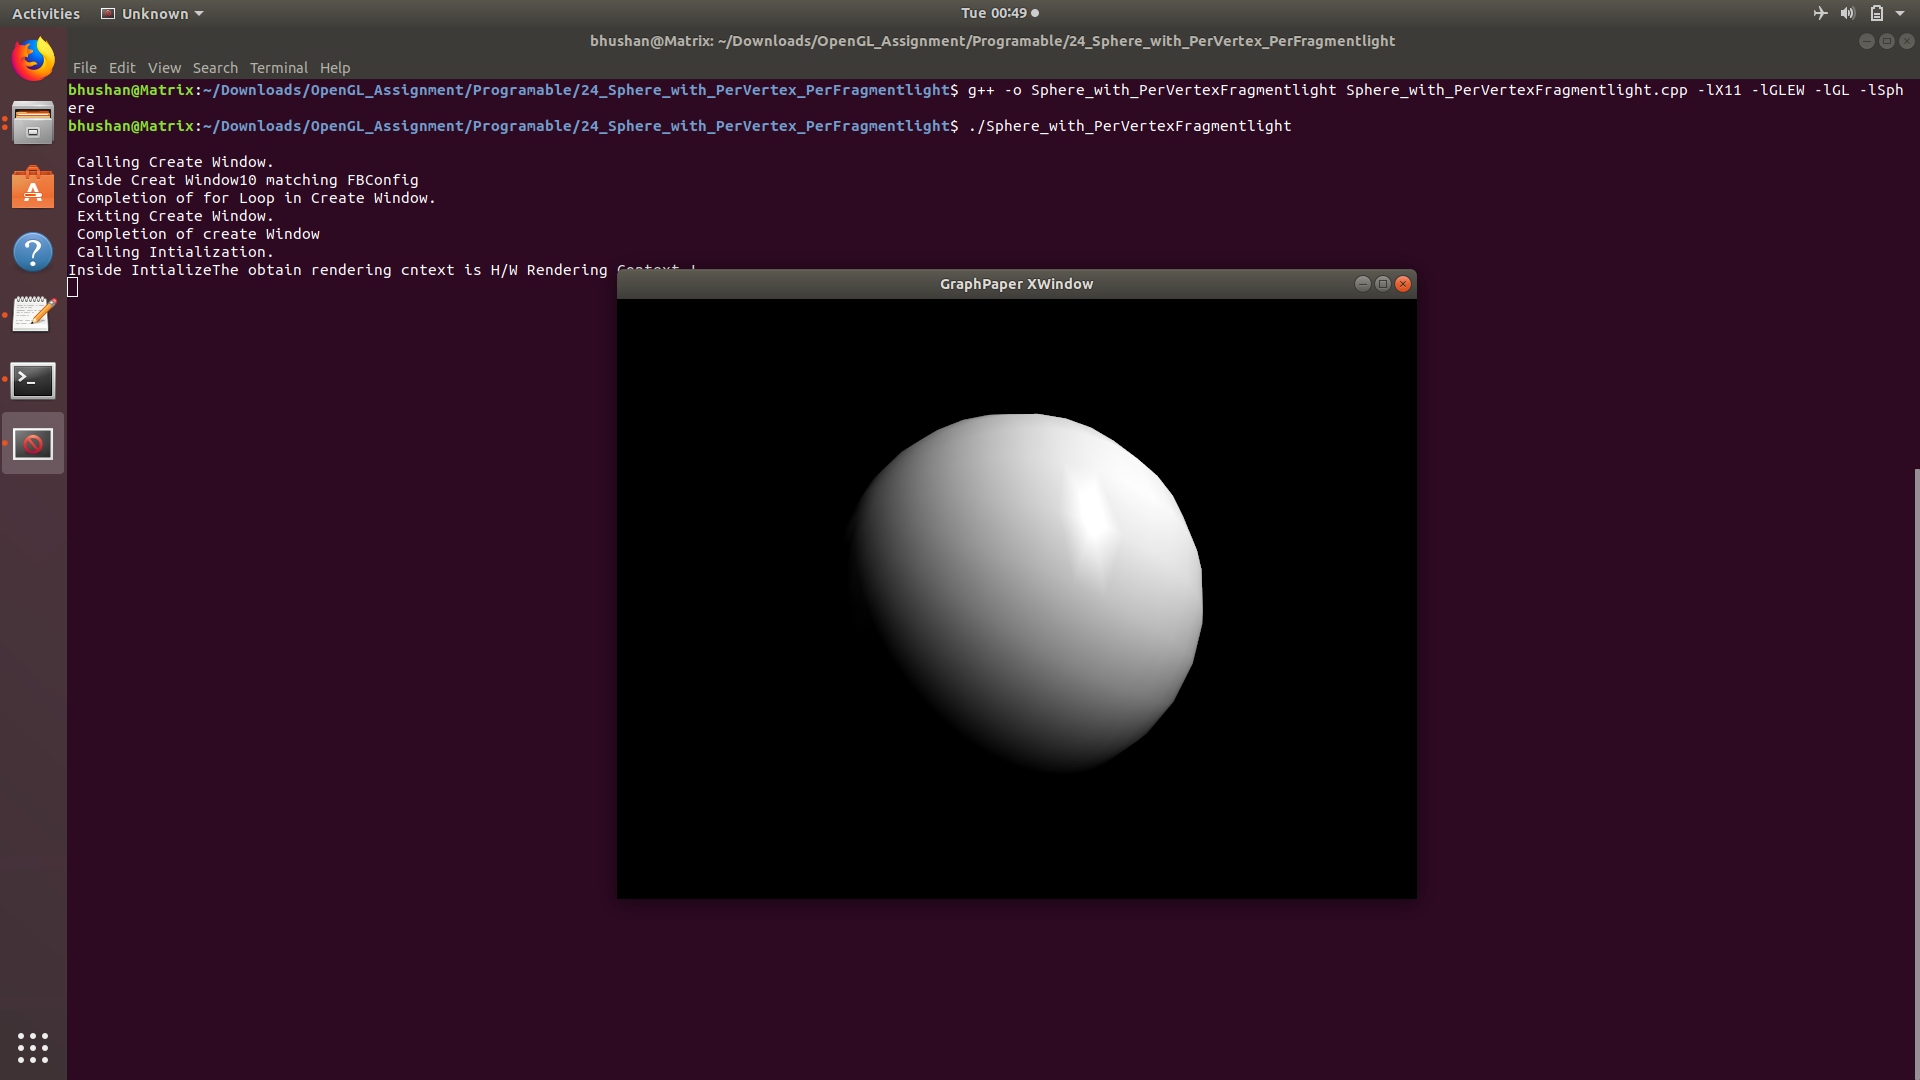 Activities Unknown Tue 00:49
bhushan@Matrix: ~/Downloads/OpenGL_Assignment/Programable/24_Sphere_with_PerVertex_PerFragmentlight
File Edit View Search Terminal Help
bhushan@Matrix:~/Downloads/OpenGL_Assignment/Programable/24_Sphere_with_PerVertex_PerFragmentlight$ g++ -o Sphere_with_PerVertexFragmentlight Sphere_with_PerVertexFragmentlight.cpp -lX11 -lGLEW -lGL -lSph
ere
bhushan@Matrix:~/Downloads/OpenGL_Assignment/Programable/24_Sphere_with_PerVertex_PerFragmentlight$ ./Sphere_with_PerVertexFragmentlight
Calling Create Window.
Inside Creat Window10 matching FBConfig
Completion of for Loop in Create Window.
Exiting Create Window.
Completion of create Window
Calling Intialization.
Inside IntializeThe obtain rendering cntext is H/W Rendering
GraphPaper XWindow